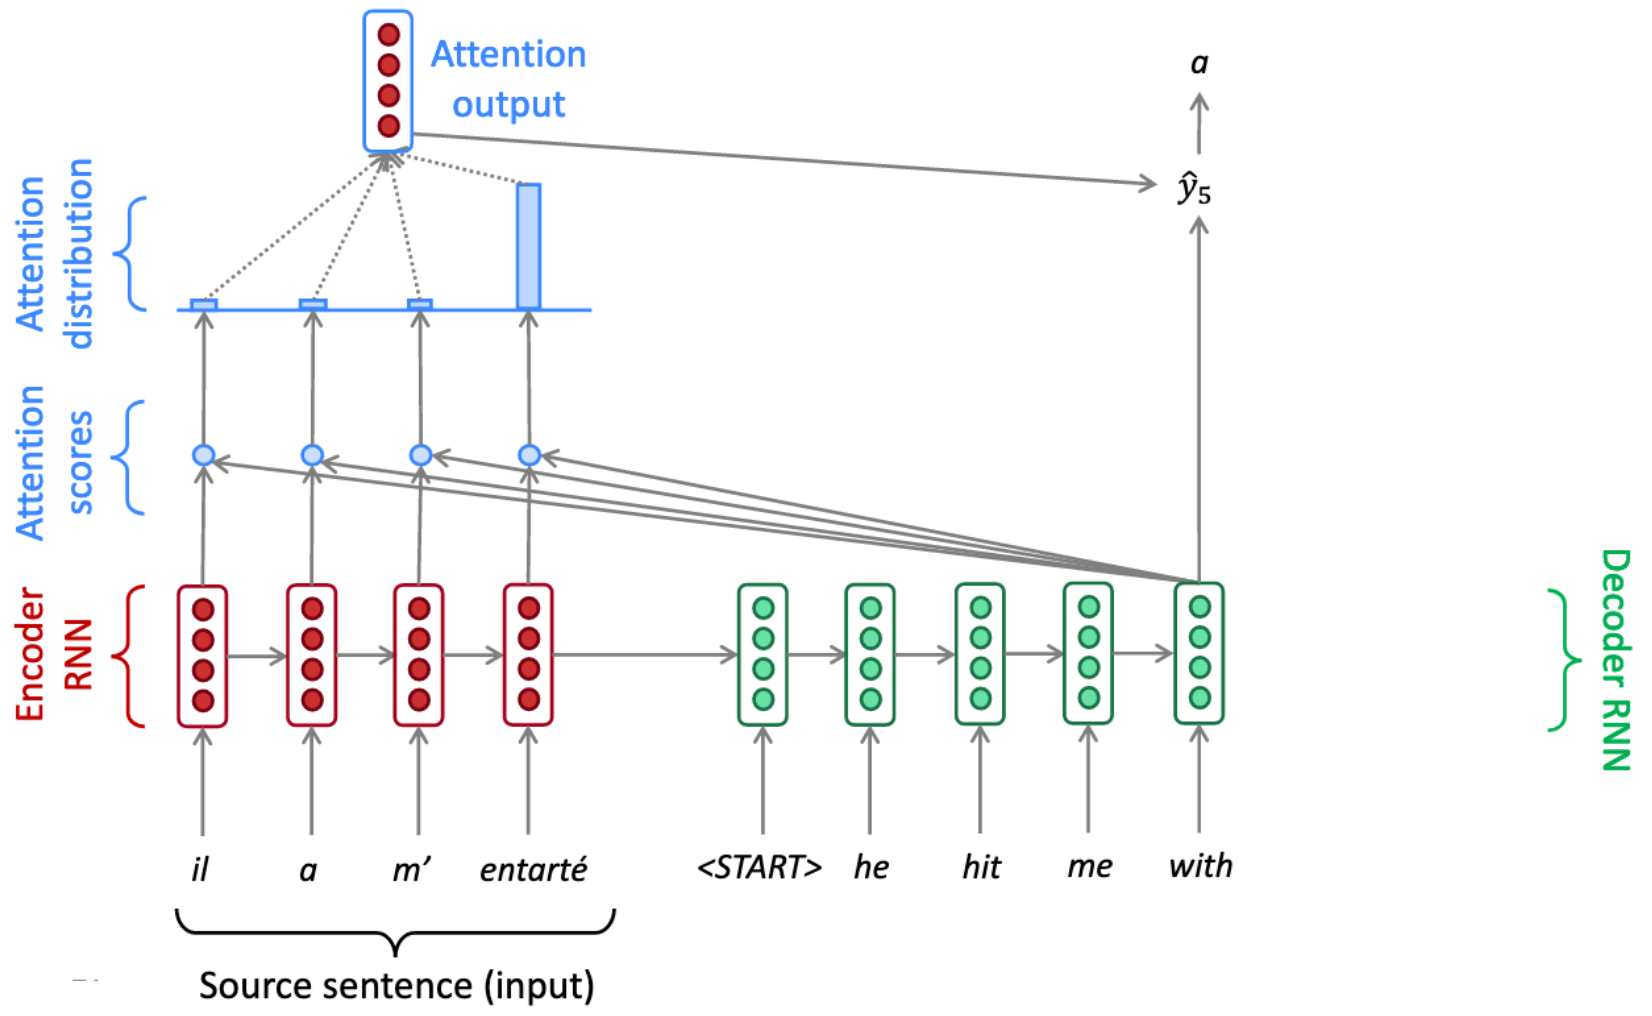 Attention
output
a
ŷ₅
Attention
distribution
Attention
scores
Encoder
RNN
Decoder RNN
il a m’ entarté <START> he hit me with
Source sentence (input)